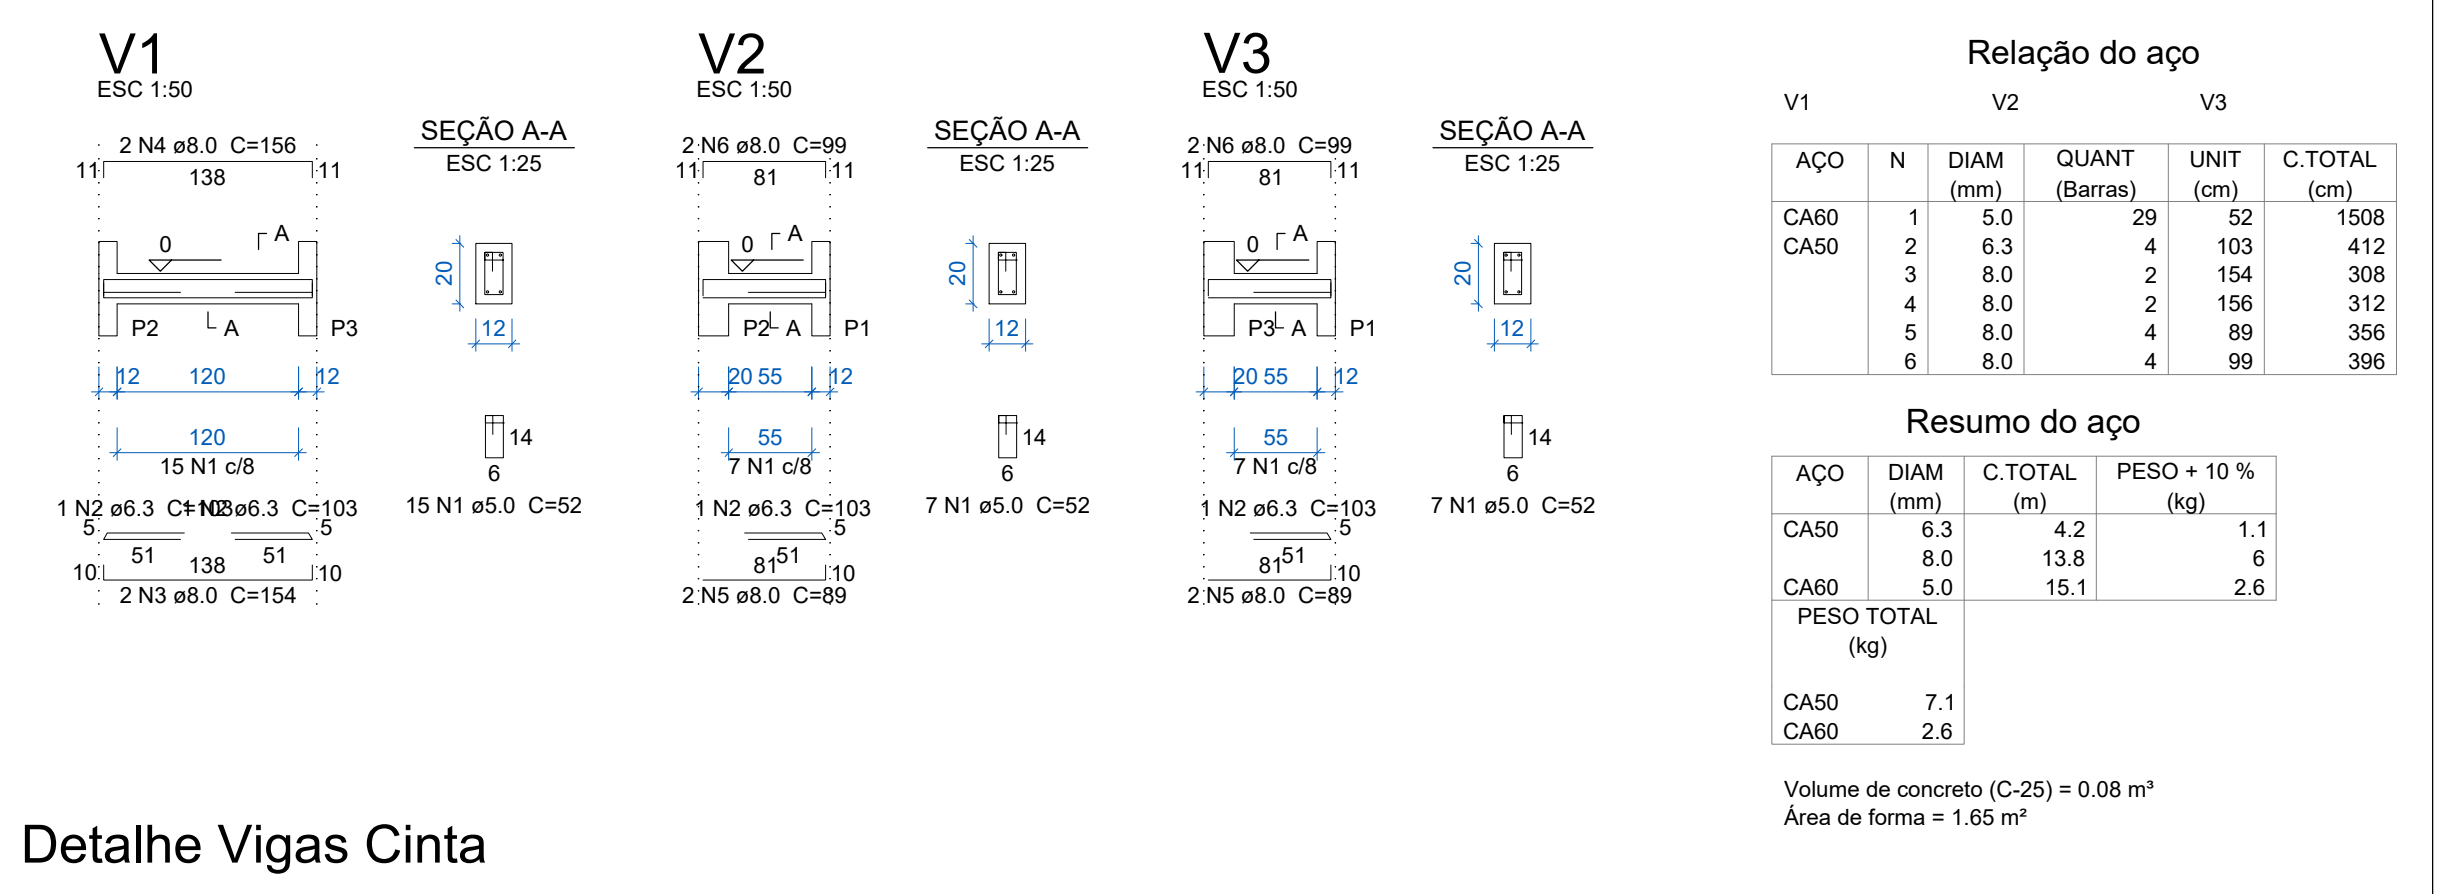 V1
ESC 1:50
2 N4 ø8.0 C=156
11
138
11
A
0
P2
A
P3
12
120
12
120
15 N1 c/8
1 N2 ø6.3 C=103
1 N2 ø6.3 C=103
5
5
51
138
51
10
10
2 N3 ø8.0 C=154
SEÇÃO A-A
ESC 1:25
20
12
14
6
15 N1 ø5.0 C=52
V2
ESC 1:50
2 N6 ø8.0 C=99
11
81
11
A
0
P2
A
P1
20
55
12
55
7 N1 c/8
1 N2 ø6.3 C=103
5
51
81
10
2 N5 ø8.0 C=89
SEÇÃO A-A
ESC 1:25
20
12
14
6
7 N1 ø5.0 C=52
V3
ESC 1:50
2 N6 ø8.0 C=99
11
81
11
A
0
P3
A
P1
20
55
12
55
7 N1 c/8
1 N2 ø6.3 C=103
5
51
81
10
2 N5 ø8.0 C=89
SEÇÃO A-A
ESC 1:25
20
12
14
6
7 N1 ø5.0 C=52
Relação do aço
V1 V2 V3
AÇO N DIAM QUANT UNIT C.TOTAL
(mm) (Barras) (cm) (cm)
CA60 1 5.0 29 52 1508
CA50 2 6.3 4 103 412
3 8.0 2 154 308
4 8.0 2 156 312
5 8.0 4 89 356
6 8.0 4 99 396
Resumo do aço
AÇO DIAM C.TOTAL PESO + 10 %
(mm) (m) (kg)
CA50 6.3 4.2 1.1
8.0 13.8 6
CA60 5.0 15.1 2.6
PESO TOTAL
(kg)
CA50 7.1
CA60 2.6
Volume de concreto (C-25) = 0.08 m³
Área de forma = 1.65 m²
Detalhe Vigas Cinta